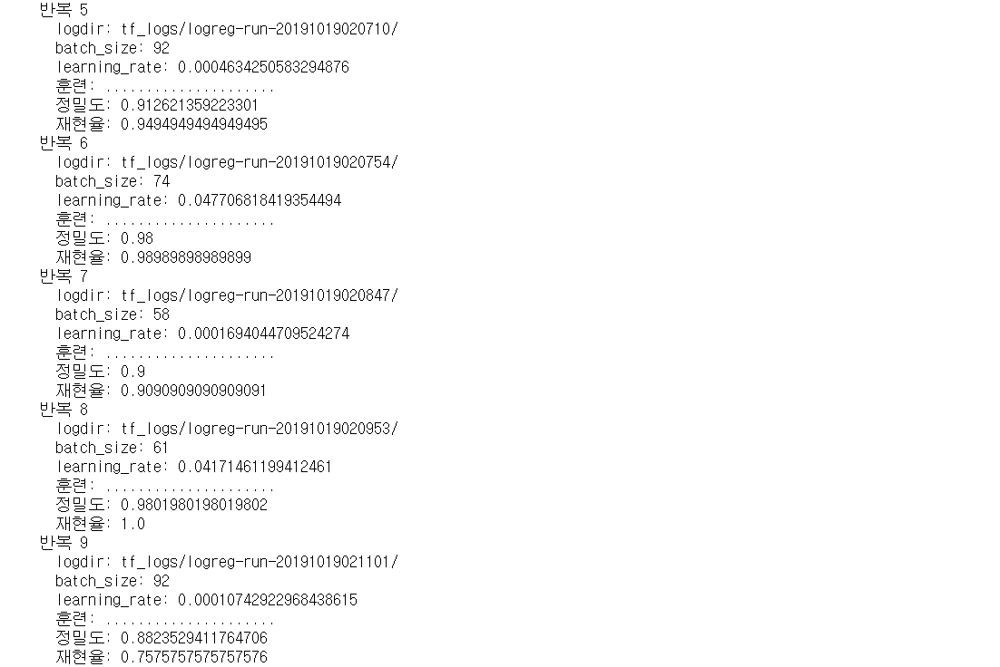 반복 5
logdir: tf_logs/logreg-run-20191019020710/
batch_size: 92
learning_rate: 0.0004634250583294876
훈련: .....................
정밀도: 0.912621359223301
재현율: 0.9494949494949495
반복 6
logdir: tf_logs/logreg-run-20191019020754/
batch_size: 74
learning_rate: 0.047706818419354494
훈련: .....................
정밀도: 0.98
재현율: 0.98989898989899
반복 7
logdir: tf_logs/logreg-run-20191019020847/
batch_size: 58
learning_rate: 0.0001694044709524274
훈련: .....................
정밀도: 0.9
재현율: 0.9090909090909091
반복 8
logdir: tf_logs/logreg-run-20191019020953/
batch_size: 61
learning_rate: 0.04171461199412461
훈련: .....................
정밀도: 0.9801980198019802
재현율: 1.0
반복 9
logdir: tf_logs/logreg-run-20191019021101/
batch_size: 92
learning_rate: 0.00010742922968438615
훈련: .....................
정밀도: 0.8823529411764706
재현율: 0.7575757575757576